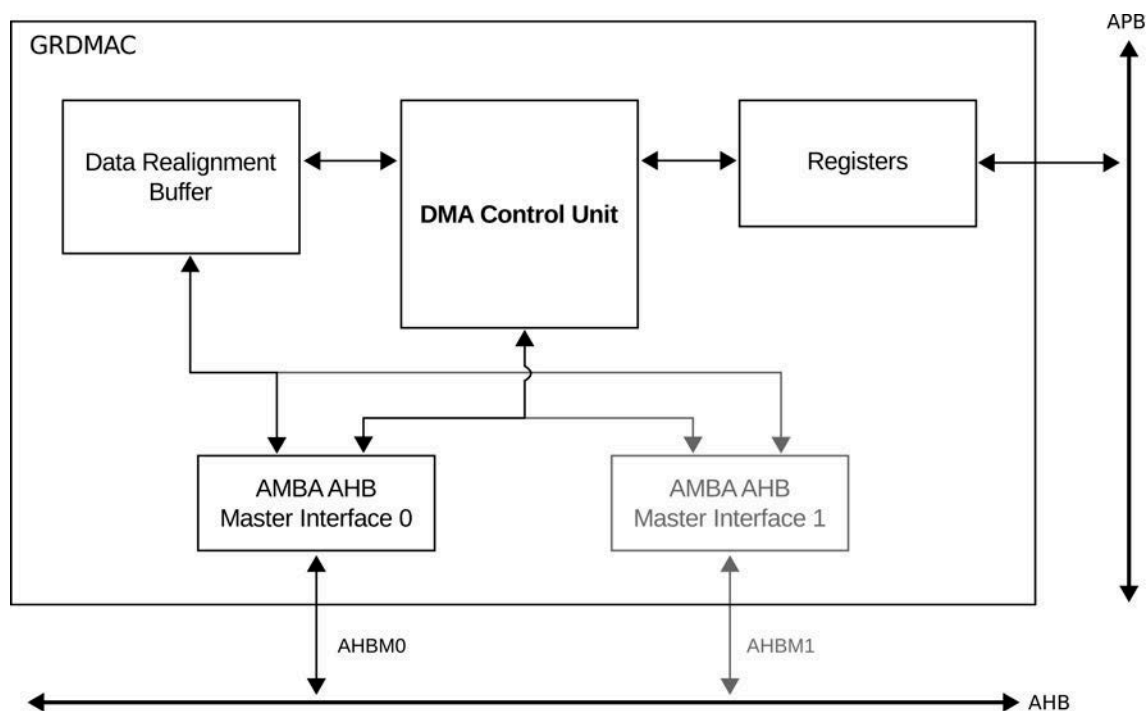 APB
GRDMAC
Data Realignment
Buffer
DMA Control Unit
Registers
AMBA AHB
Master Interface 0
AMBA AHB
Master Interface 1
AHBM0
AHBM1
AHB